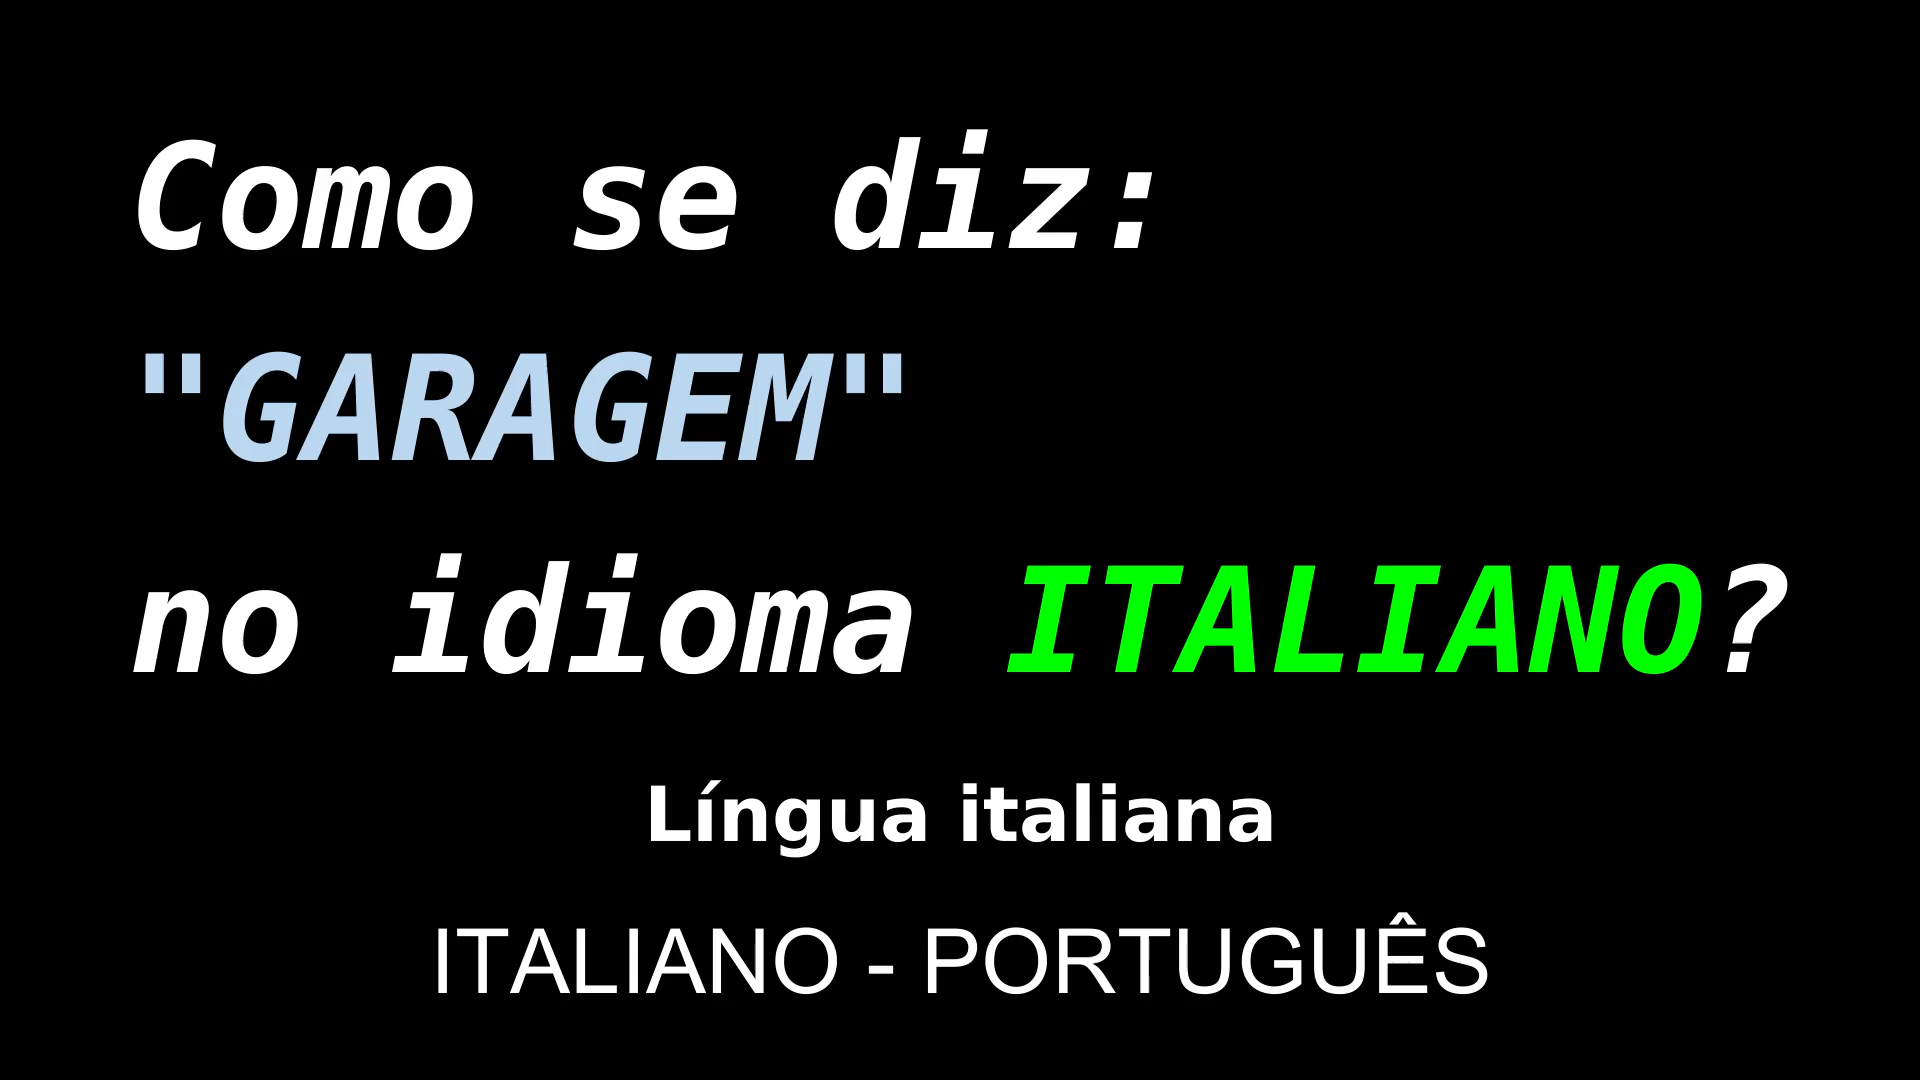 Como se diz:
"GARAGEM"
no idioma ITALIANO?
Língua italiana
ITALIANO - PORTUGUÊS